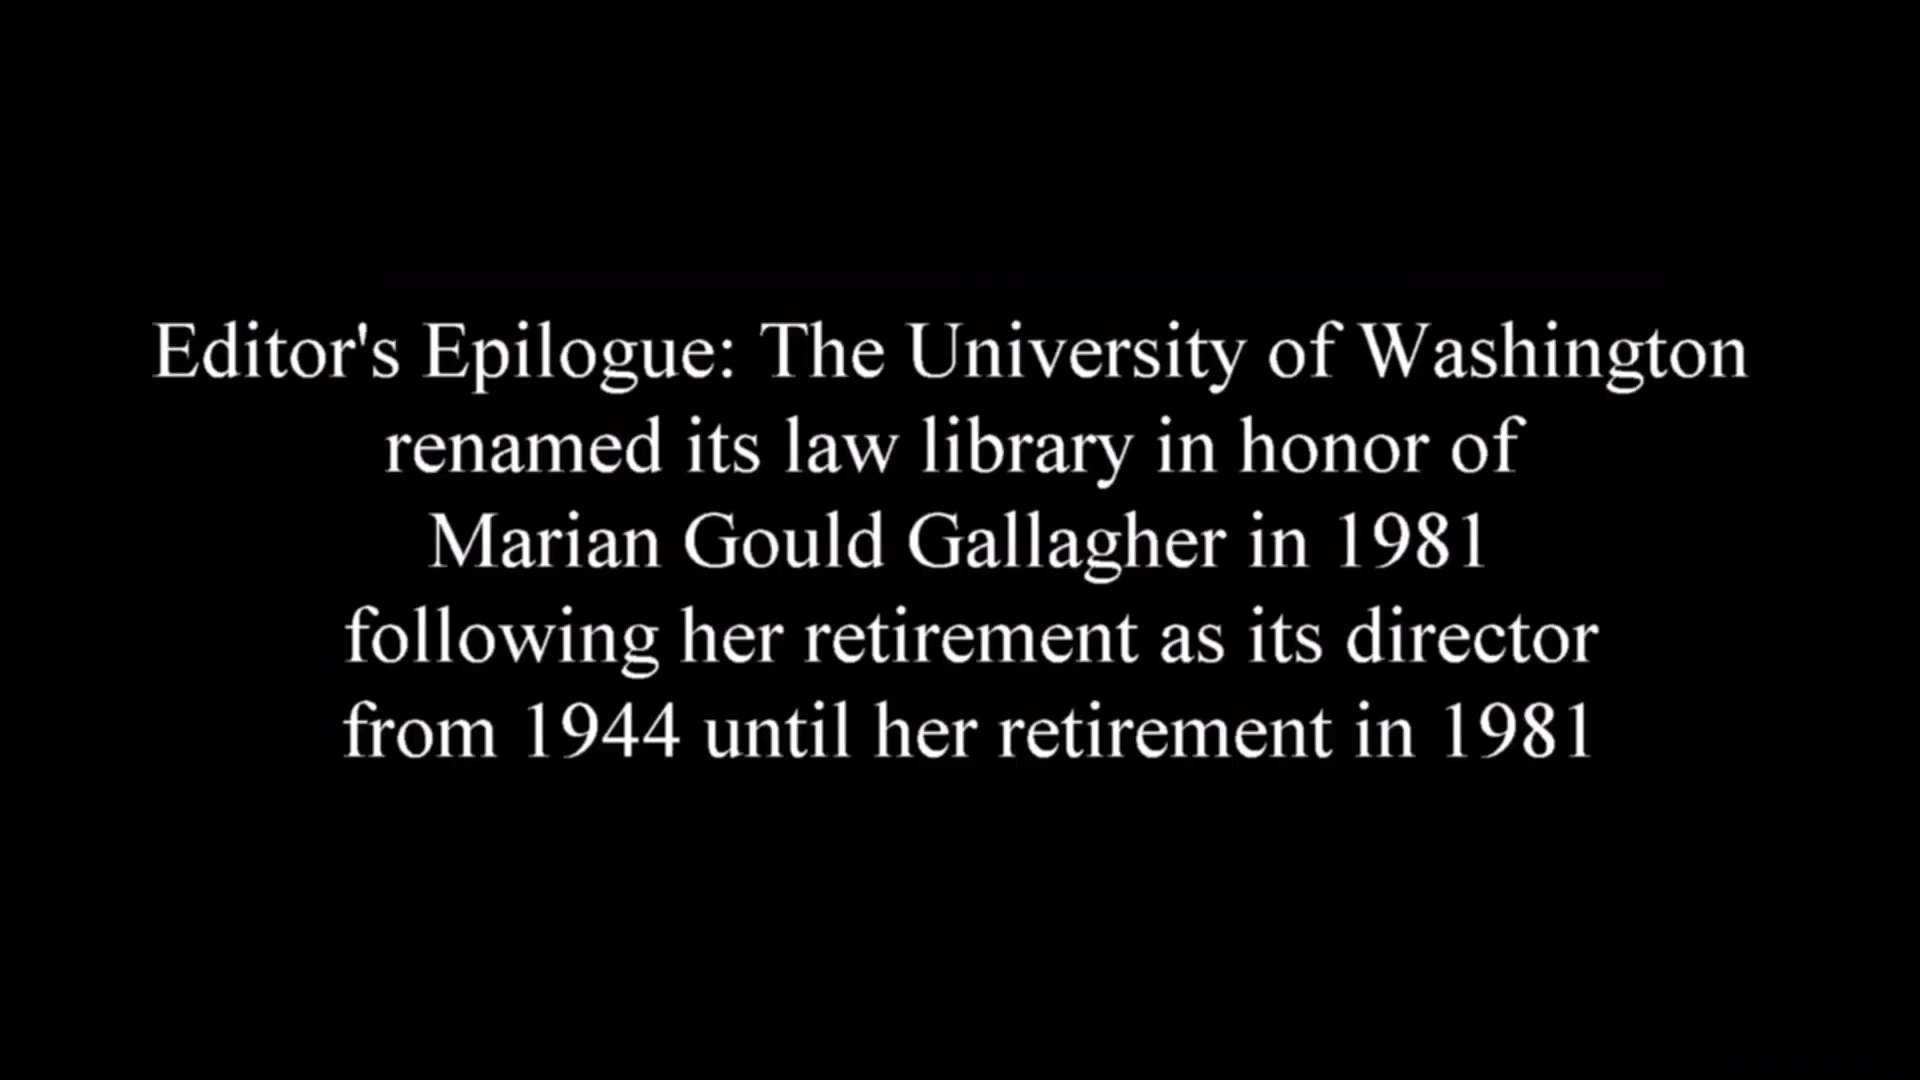 Editor's Epilogue: The University of Washington
renamed its law library in honor of
Marian Gould Gallagher in 1981
following her retirement as its director
from 1944 until her retirement in 1981